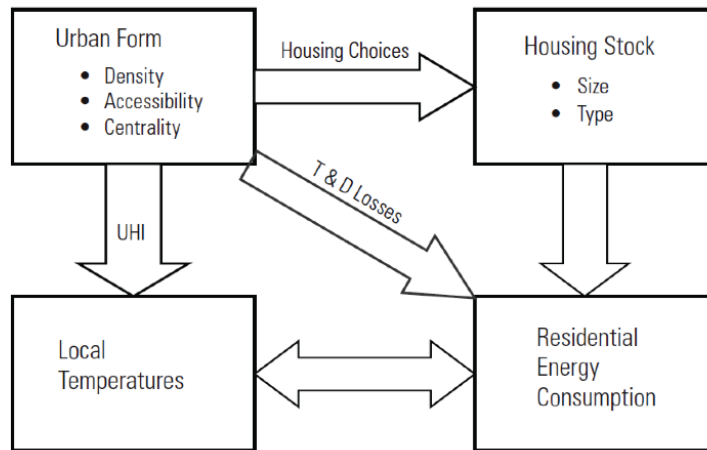 Urban Form
• Density
• Accessibility
• Centrality
Housing Choices
Housing Stock
• Size
• Type
T & D Losses
UHI
Local
Temperatures
Residential
Energy
Consumption